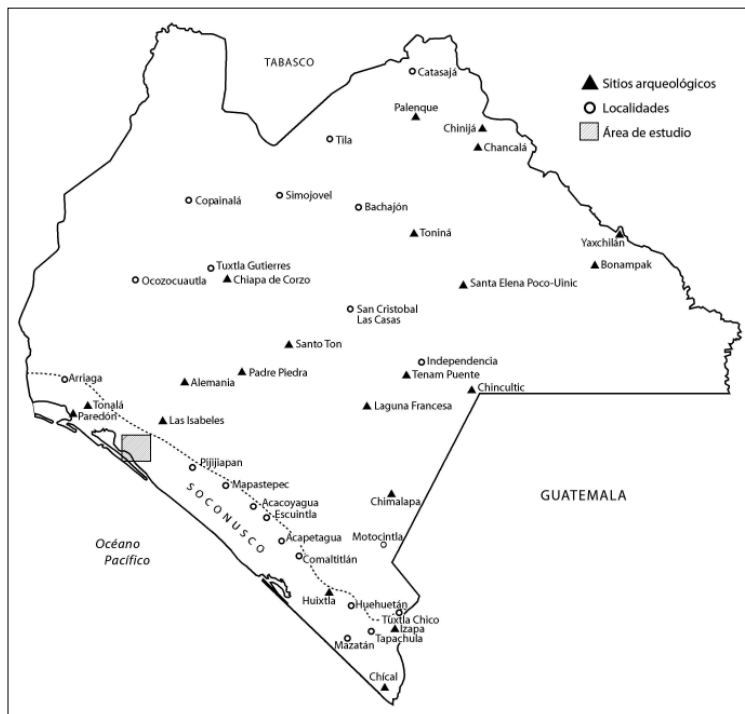 TABASCO
Catasajá
Sitios arqueológicos
Localidades
Área de estudio
Palenque
Chinijá
Chancalá
Tila
Copainalá
Simojovel
Bachajón
Toniná
Yaxchilán
Bonampak
Tuxtla Gutierres
Chiapa de Corzo
Ocozocuautla
Santa Elena Poco-Uinic
San Cristobal
Las Casas
Santo Ton
Independencia
Tenam Puente
Arriaga
Padre Piedra
Alemania
Chincultic
Tonalá
Paredón
Las Isabeles
Laguna Francesa
Pijijiapan
Mapastepec
SOCONUSCO
Acacoyagua
Escuintla
Chimalapa
GUATEMALA
Océano
Pacífico
Acapetagua
Motocintla
Comaltitlán
Huixtla
Huehuetán
Tuxtla Chico
Izapa
Tapachula
Mazatán
Chical